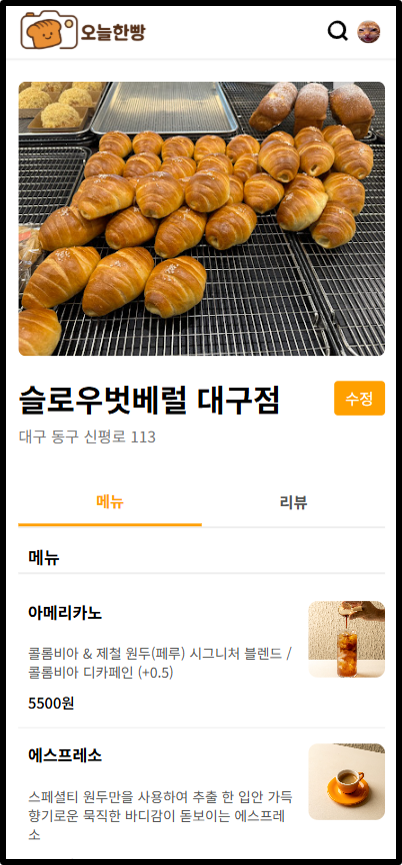 오늘한빵
슬로우벗베럴 대구점
수정
대구 동구 신평로 113
메뉴
리뷰
메뉴
아메리카노
콜롬비아 & 제철 원두(페루) 시그니처 블렌드 /
콜롬비아 디카페인 (+0.5)
5500원
에스프레소
스페셜티 원두만을 사용하여 추출 한 입안 가득
향기로운 묵직한 바디감이 돋보이는 에스프레
소